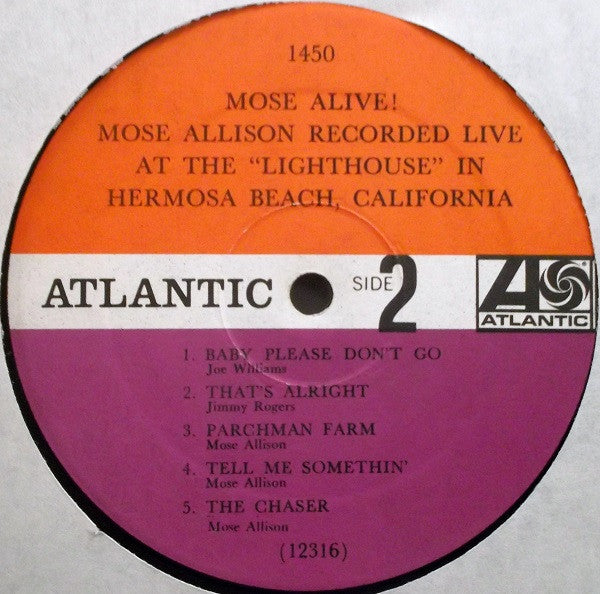 1450
MOSE ALIVE!
MOSE ALLISON RECORDED LIVE
AT THE "LIGHTHOUSE" IN
HERMOSA BEACH, CALIFORNIA
ATLANTIC
SIDE 2
ATLANTIC
1. BABY PLEASE DON'T GO
Joe Williams
2. THAT'S ALRIGHT
Jimmy Rogers
3. PARCHMAN FARM
Mose Allison
4. TELL ME SOMETHIN'
Mose Allison
5. THE CHASER
Mose Allison
(12316)